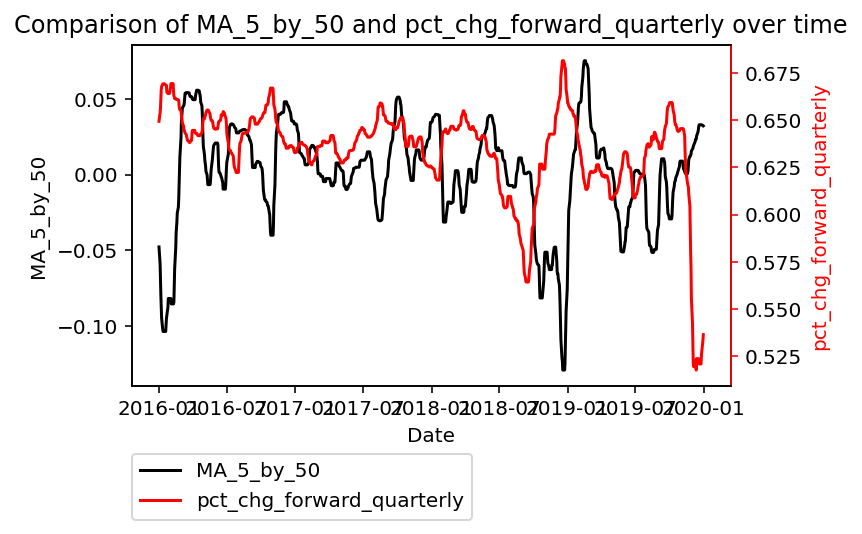 Comparison of MA_5_by_50 and pct_chg_forward_quarterly over time
0.05
0.00
−0.05
−0.10
MA_5_by_50
0.675
0.650
0.625
0.600
0.575
0.550
0.525
pct_chg_forward_quarterly
2016-01 2016-07 2017-01 2017-07 2018-01 2018-07 2019-01 2019-07 2020-01
Date
MA_5_by_50
pct_chg_forward_quarterly